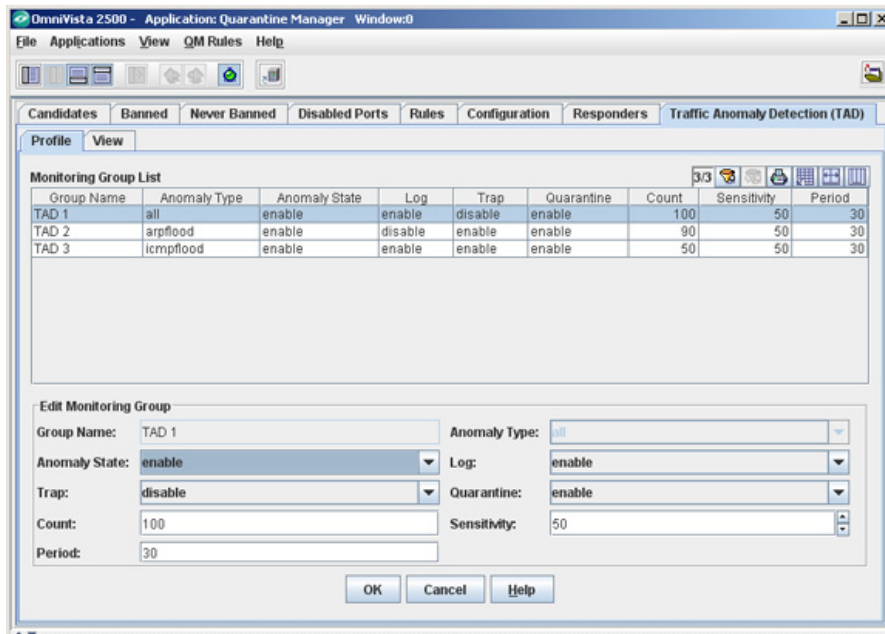 OmniVista 2500 - Application: Quarantine Manager Window:0
File Applications View QM Rules Help
Candidates Banned Never Banned Disabled Ports Rules Configuration Responders Traffic Anomaly Detection (TAD)
Profile View
Monitoring Group List 3/3
Group Name Anomaly Type Anomaly State Log Trap Quarantine Count Sensitivity Period
TAD 1 all enable enable disable enable 100 50 30
TAD 2 arpflood enable disable enable enable 90 50 30
TAD 3 icmpflood enable enable enable enable 50 50 30
Edit Monitoring Group
Group Name: TAD 1 Anomaly Type: all
Anomaly State: enable Log: enable
Trap: disable Quarantine: enable
Count: 100 Sensitivity: 50
Period: 30
OK Cancel Help